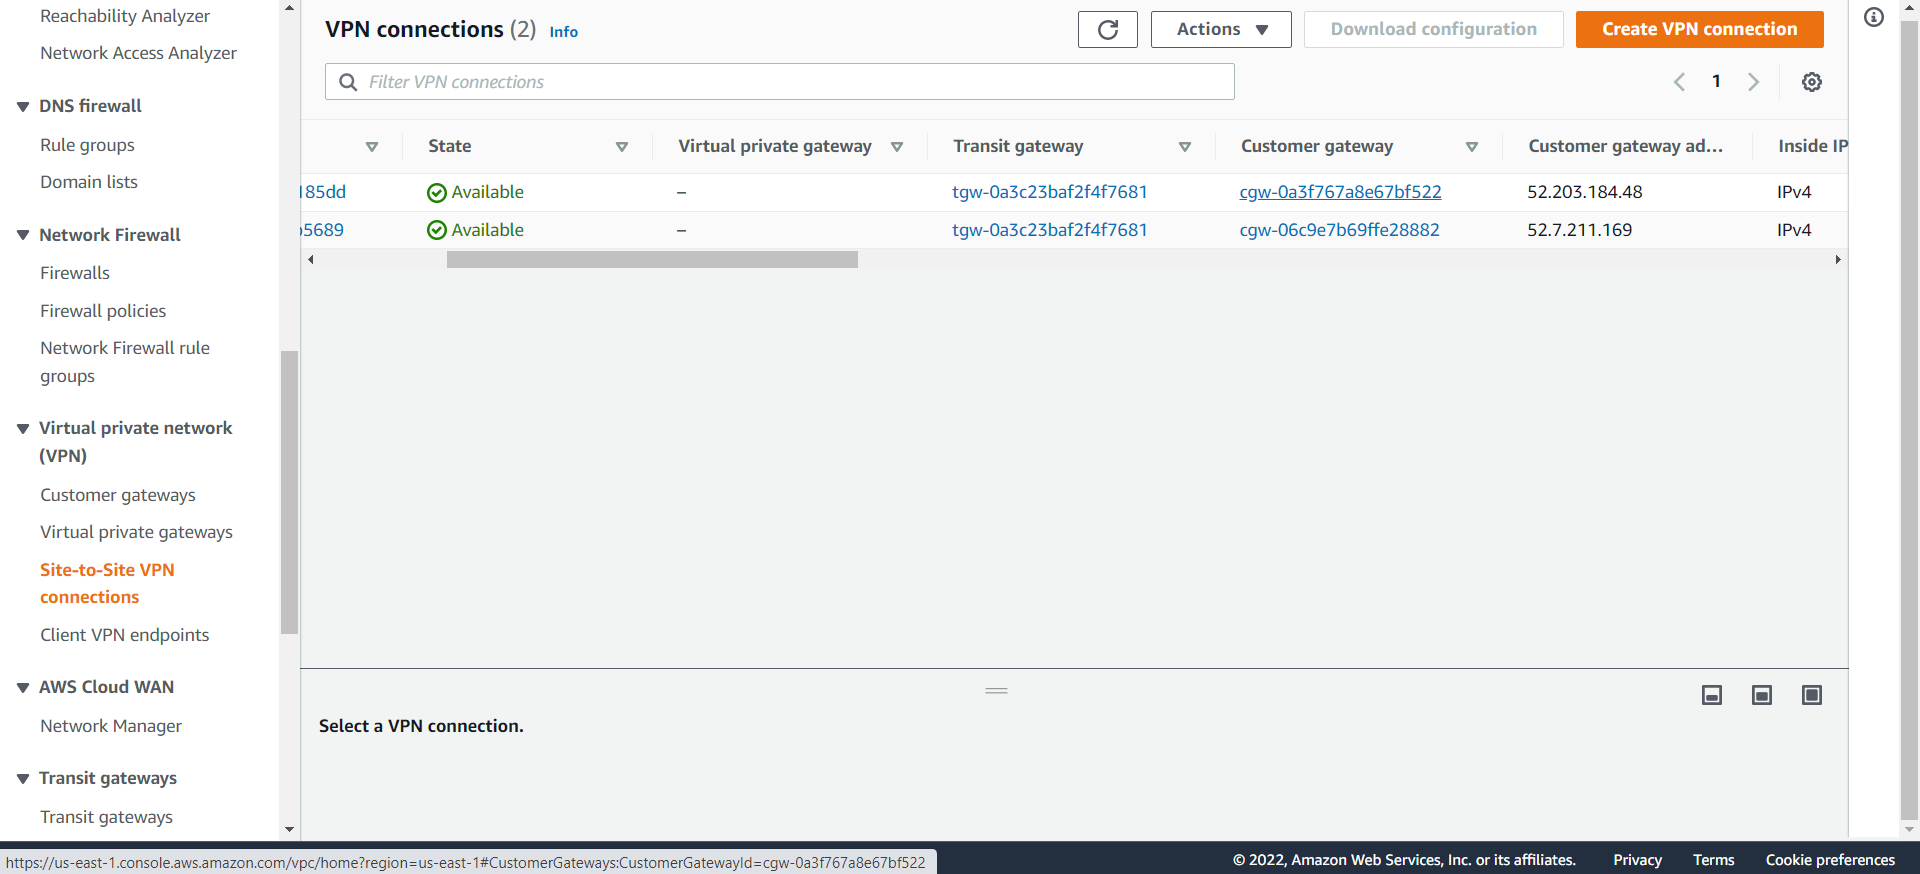 Reachability Analyzer
Network Access Analyzer
DNS firewall
Rule groups
Domain lists
Network Firewall
Firewalls
Firewall policies
Network Firewall rule
groups
Virtual private network
(VPN)
Customer gateways
Virtual private gateways
Site-to-Site VPN
connections
Client VPN endpoints
AWS Cloud WAN
Network Manager
Transit gateways
Transit gateways
VPN connections (2) Info
Actions
Download configuration
Create VPN connection
Filter VPN connections
1
State Virtual private gateway Transit gateway Customer gateway Customer gateway ad... Inside IP
185dd Available – tgw-0a3c23baf2f4f7681 cgw-0a3f767a8e67bf522 52.203.184.48 IPv4
5689 Available – tgw-0a3c23baf2f4f7681 cgw-06c9e7b69ffe28882 52.7.211.169 IPv4
Select a VPN connection.
https://us-east-1.console.aws.amazon.com/vpc/home?region=us-east-1#CustomerGateways:CustomerGatewayId=cgw-0a3f767a8e67bf522
© 2022, Amazon Web Services, Inc. or its affiliates. Privacy Terms Cookie preferences